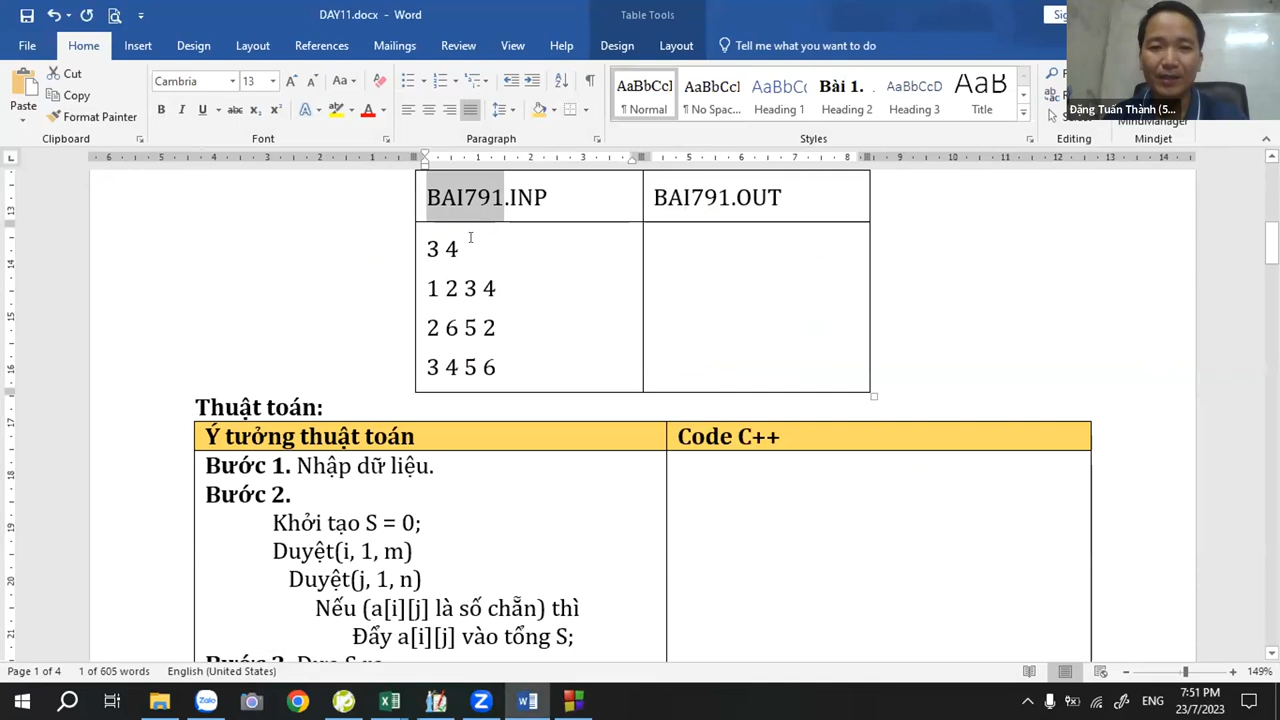 DAY11.docx - Word
Table Tools
File Home Insert Design Layout References Mailings Review View Help Design Layout Tell me what you want to do
Cut
Copy
Format Painter
Paste
Clipboard
Cambria 13
Font
Paragraph
AaBbCcI AaBbCcI AaBbC( Bài 1. AaBbCcD AaB
¶ Normal ¶ No Spac... Heading 1 Heading 2 Heading 3 Title
Styles
Editing
MindManager
Mindjet
Đặng Tuấn Thành (5...
BAI791.INP BAI791.OUT
3 4
1 2 3 4
2 6 5 2
3 4 5 6
Thuật toán:
Ý tưởng thuật toán Code C++
Bước 1. Nhập dữ liệu.
Bước 2.
Khởi tạo S = 0;
Duyệt(i, 1, m)
Duyệt(j, 1, n)
Nếu (a[i][j] là số chẵn) thì
Đẩy a[i][j] vào tổng S;
Page 1 of 4 1 of 605 words English (United States) 149%
ENG
7:51 PM
23/7/2023